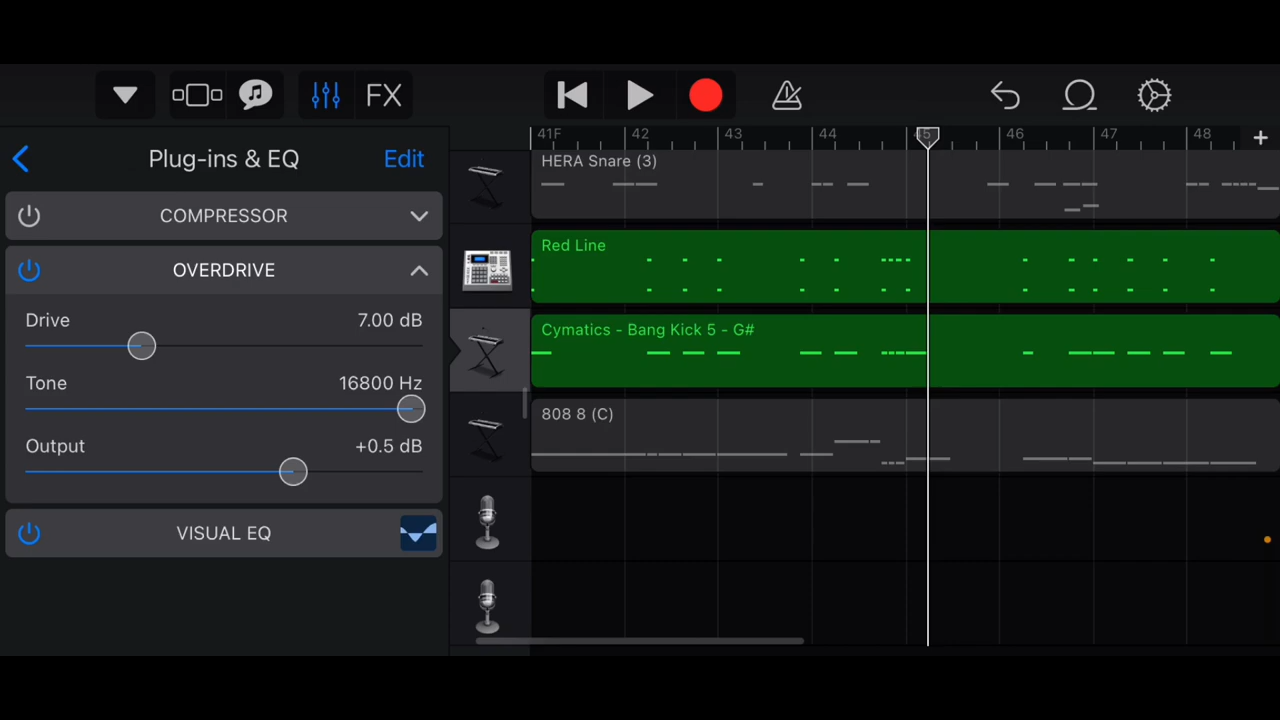 FX
Plug-ins & EQ
Edit
COMPRESSOR
OVERDRIVE
Drive
7.00 dB
Tone
16800 Hz
Output
+0.5 dB
VISUAL EQ
41F 42 43 44 45 46 47 48 +
HERA Snare (3)
Red Line
Cymatics - Bang Kick 5 - G#
808 8 (C)